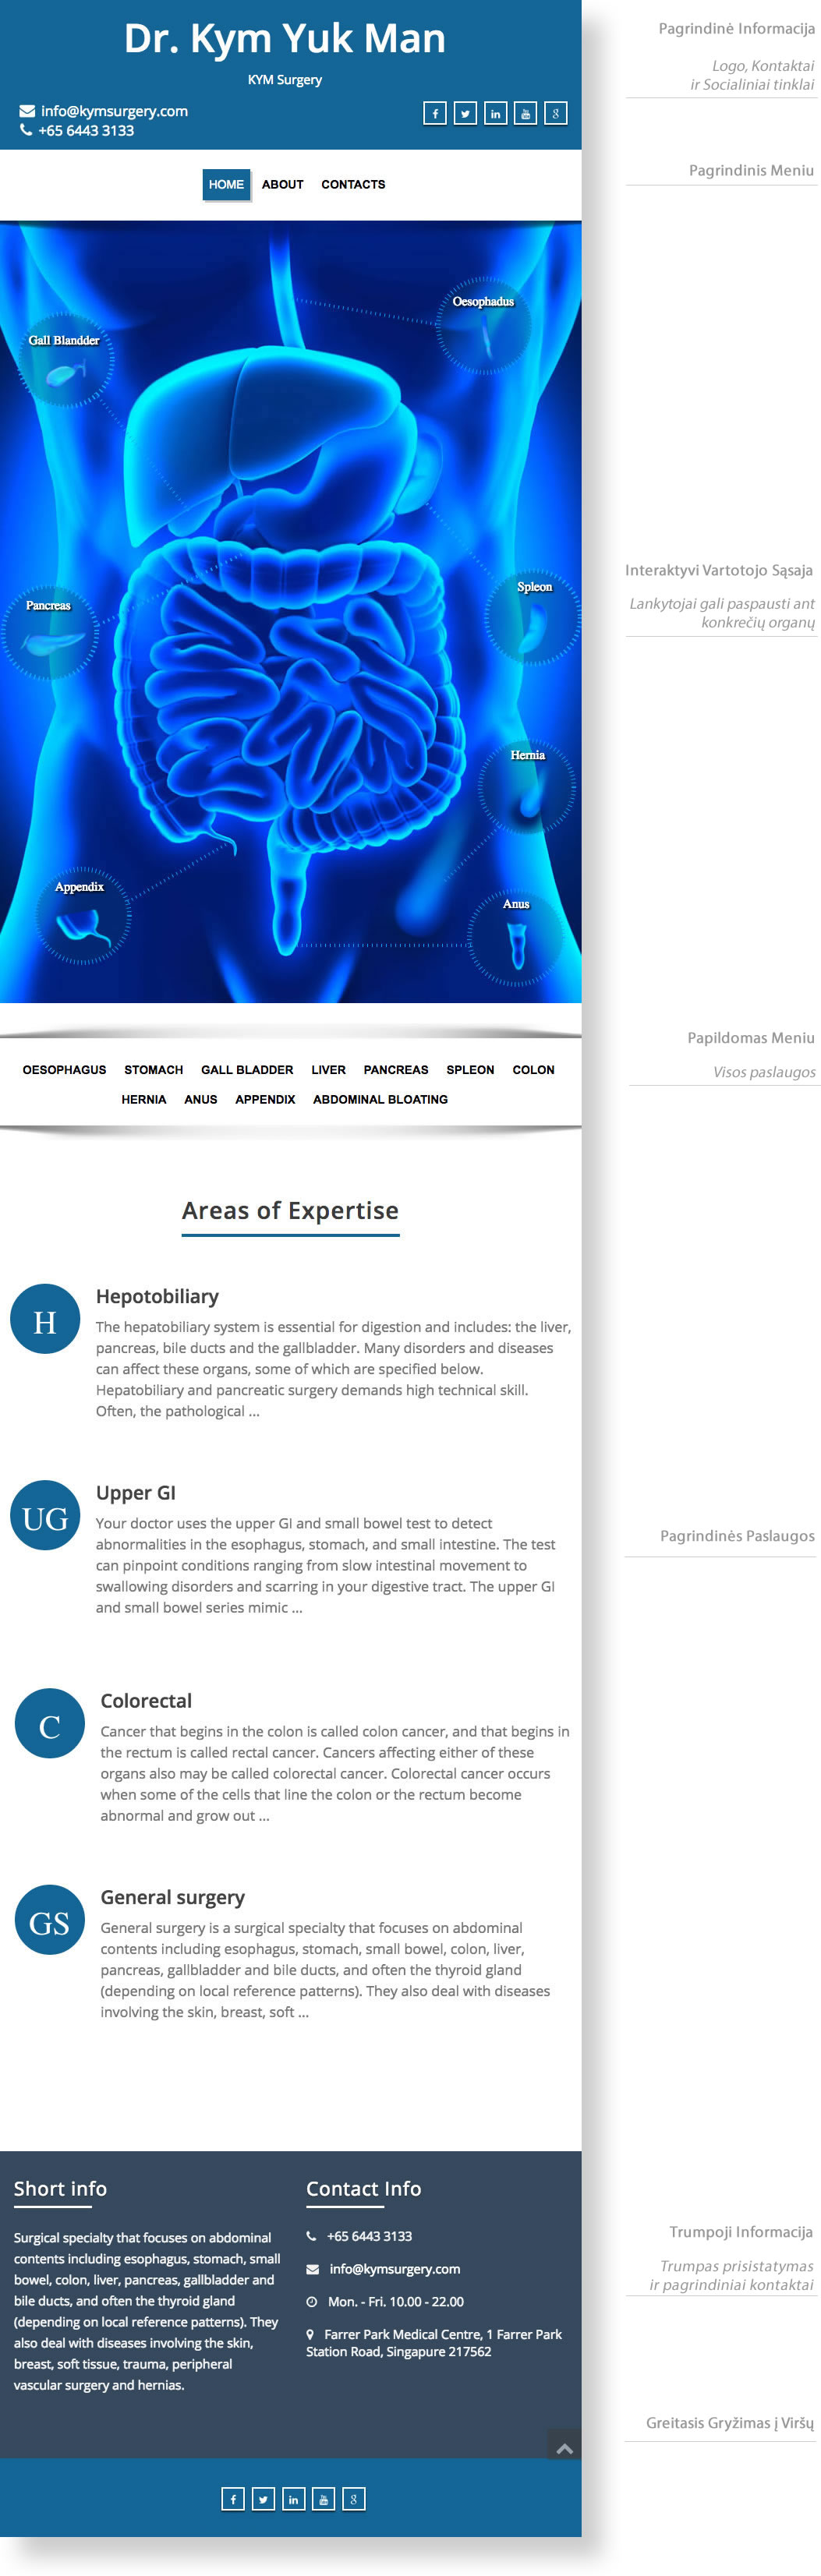 Dr. Kym Yuk Man
KYM Surgery
info@kymsurgery.com
+65 6443 3133
Pagrindinė Informacija
Logo, Kontaktai
ir Socialiniai tinklai
HOME ABOUT CONTACTS
Pagrindinis Meniu
Oesophadus
Gall Blandder
Spleon
Pancreas
Hernia
Appendix
Anus
Interaktyvi Vartotojo Sąsaja
Lankytojai gali paspausti ant
konkrečių organų
OESOPHAGUS STOMACH GALL BLADDER LIVER PANCREAS SPLEON COLON
HERNIA ANUS APPENDIX ABDOMINAL BLOATING
Papildomas Meniu
Visos paslaugos
Areas of Expertise
H
Hepotobiliary
The hepatobiliary system is essential for digestion and includes: the liver,
pancreas, bile ducts and the gallbladder. Many disorders and diseases
can affect these organs, some of which are specified below.
Hepatobiliary and pancreatic surgery demands high technical skill.
Often, the pathological ...
UG
Upper GI
Your doctor uses the upper GI and small bowel test to detect
abnormalities in the esophagus, stomach, and small intestine. The test
can pinpoint conditions ranging from slow intestinal movement to
swallowing disorders and scarring in your digestive tract. The upper GI
and small bowel series mimic ...
Pagrindinės Paslaugos
C
Colorectal
Cancer that begins in the colon is called colon cancer, and that begins in
the rectum is called rectal cancer. Cancers affecting either of these
organs also may be called colorectal cancer. Colorectal cancer occurs
when some of the cells that line the colon or the rectum become
abnormal and grow out ...
GS
General surgery
General surgery is a surgical specialty that focuses on abdominal
contents including esophagus, stomach, small bowel, colon, liver,
pancreas, gallbladder and bile ducts, and often the thyroid gland
(depending on local reference patterns). They also deal with diseases
involving the skin, breast, soft ...
Short info
Surgical specialty that focuses on abdominal
contents including esophagus, stomach, small
bowel, colon, liver, pancreas, gallbladder and
bile ducts, and often the thyroid gland
(depending on local reference patterns). They
also deal with diseases involving the skin,
breast, soft tissue, trauma, peripheral
vascular surgery and hernias.
Contact Info
+65 6443 3133
info@kymsurgery.com
Mon. - Fri. 10.00 - 22.00
Farrer Park Medical Centre, 1 Farrer Park
Station Road, Singapure 217562
Trumpoji Informacija
Trumpas prisistatymas
ir pagrindiniai kontaktai
Greitasis Gryžimas į Viršų